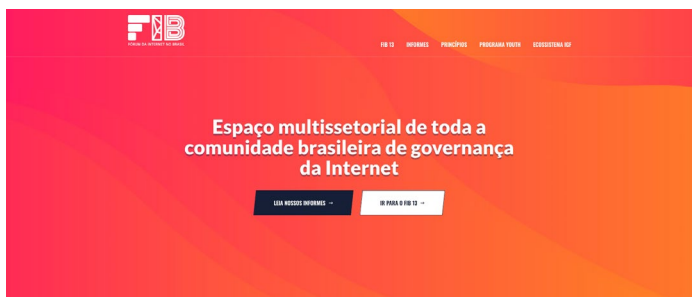 FIB
FÓRUM DA INTERNET NO BRASIL
FIB 13 INFORMES PRINCÍPIOS PROGRAMA YOUTH ECOSSISTEMA IGF
Espaço multissetorial de toda a
comunidade brasileira de governança
da Internet
LEIA NOSSOS INFORMES → IR PARA O FIB 13 →